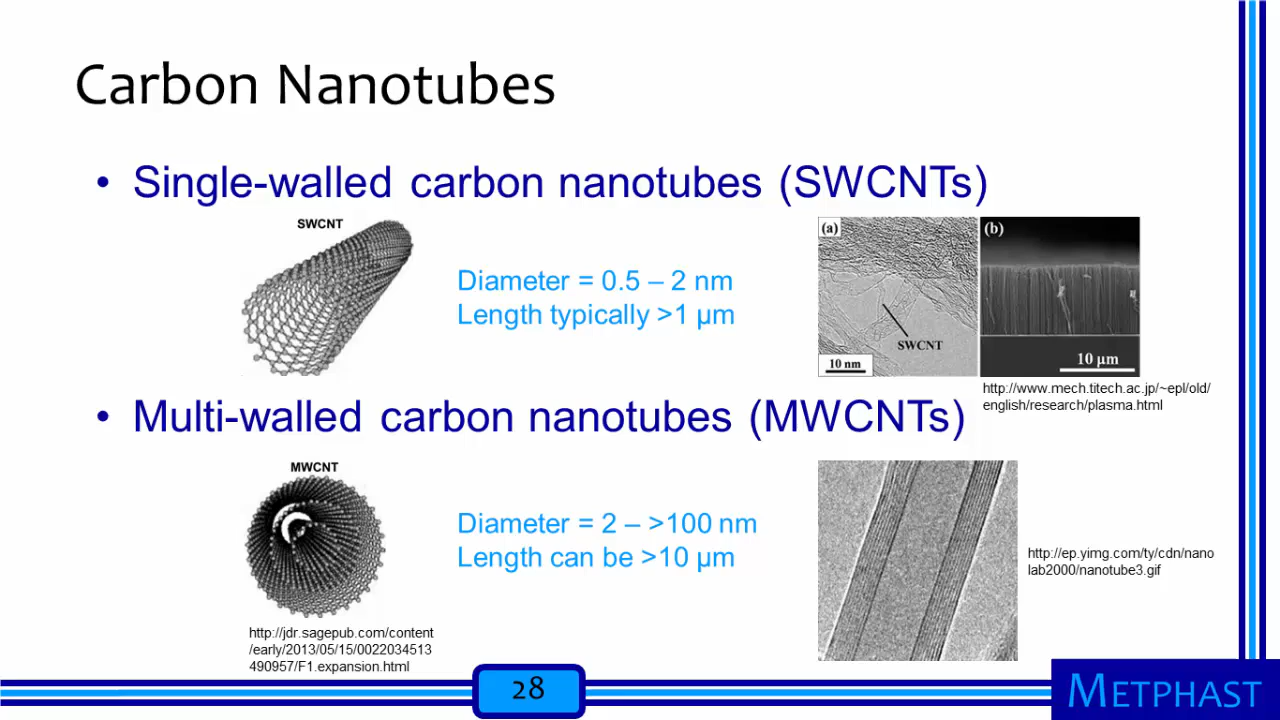 Carbon Nanotubes
• Single-walled carbon nanotubes (SWCNTs)
SWCNT
Diameter = 0.5 – 2 nm
Length typically >1 µm
(a)
SWCNT
10 nm
(b)
10 µm
http://www.mech.titech.ac.jp/~epl/old/
english/research/plasma.html
• Multi-walled carbon nanotubes (MWCNTs)
MWCNT
Diameter = 2 – >100 nm
Length can be >10 µm
http://ep.yimg.com/ty/cdn/nano
lab2000/nanotube3.gif
http://jdr.sagepub.com/content
/early/2013/05/15/0022034513
490957/F1.expansion.html
28
METPHAST